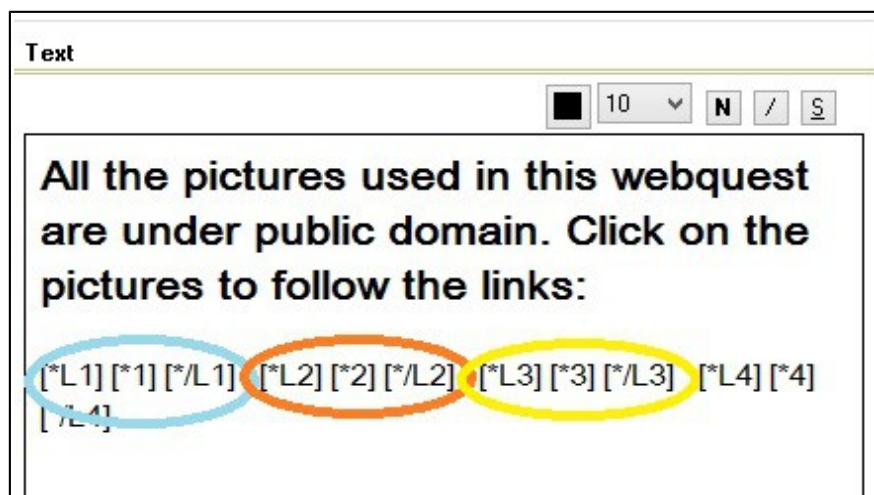 Text
10 N / S
All the pictures used in this webquest
are under public domain. Click on the
pictures to follow the links:
[*L1] [*1] [*/L1] [*L2] [*2] [*/L2] [*L3] [*3] [*/L3] [*L4] [*4]
[*/L4]